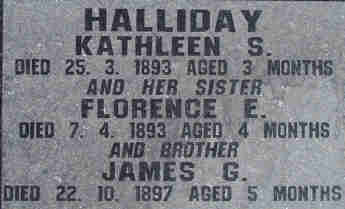 HALLIDAY
KATHLEEN S.
DIED 25. 3. 1893 AGED 3 MONTHS
AND HER SISTER
FLORENCE E.
DIED 7. 4. 1893 AGED 4 MONTHS
AND BROTHER
JAMES G.
DIED 22. 10. 1897 AGED 5 MONTHS